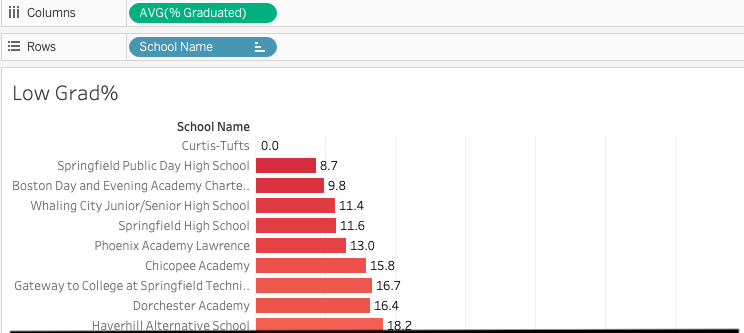 Columns AVG(% Graduated)
Rows School Name
Low Grad%
School Name
Curtis-Tufts 0.0
Springfield Public Day High School 8.7
Boston Day and Evening Academy Charte.. 9.8
Whaling City Junior/Senior High School 11.4
Springfield High School 11.6
Phoenix Academy Lawrence 13.0
Chicopee Academy 15.8
Gateway to College at Springfield Techni.. 16.7
Dorchester Academy 16.4
Haverhill Alternative School 18.2